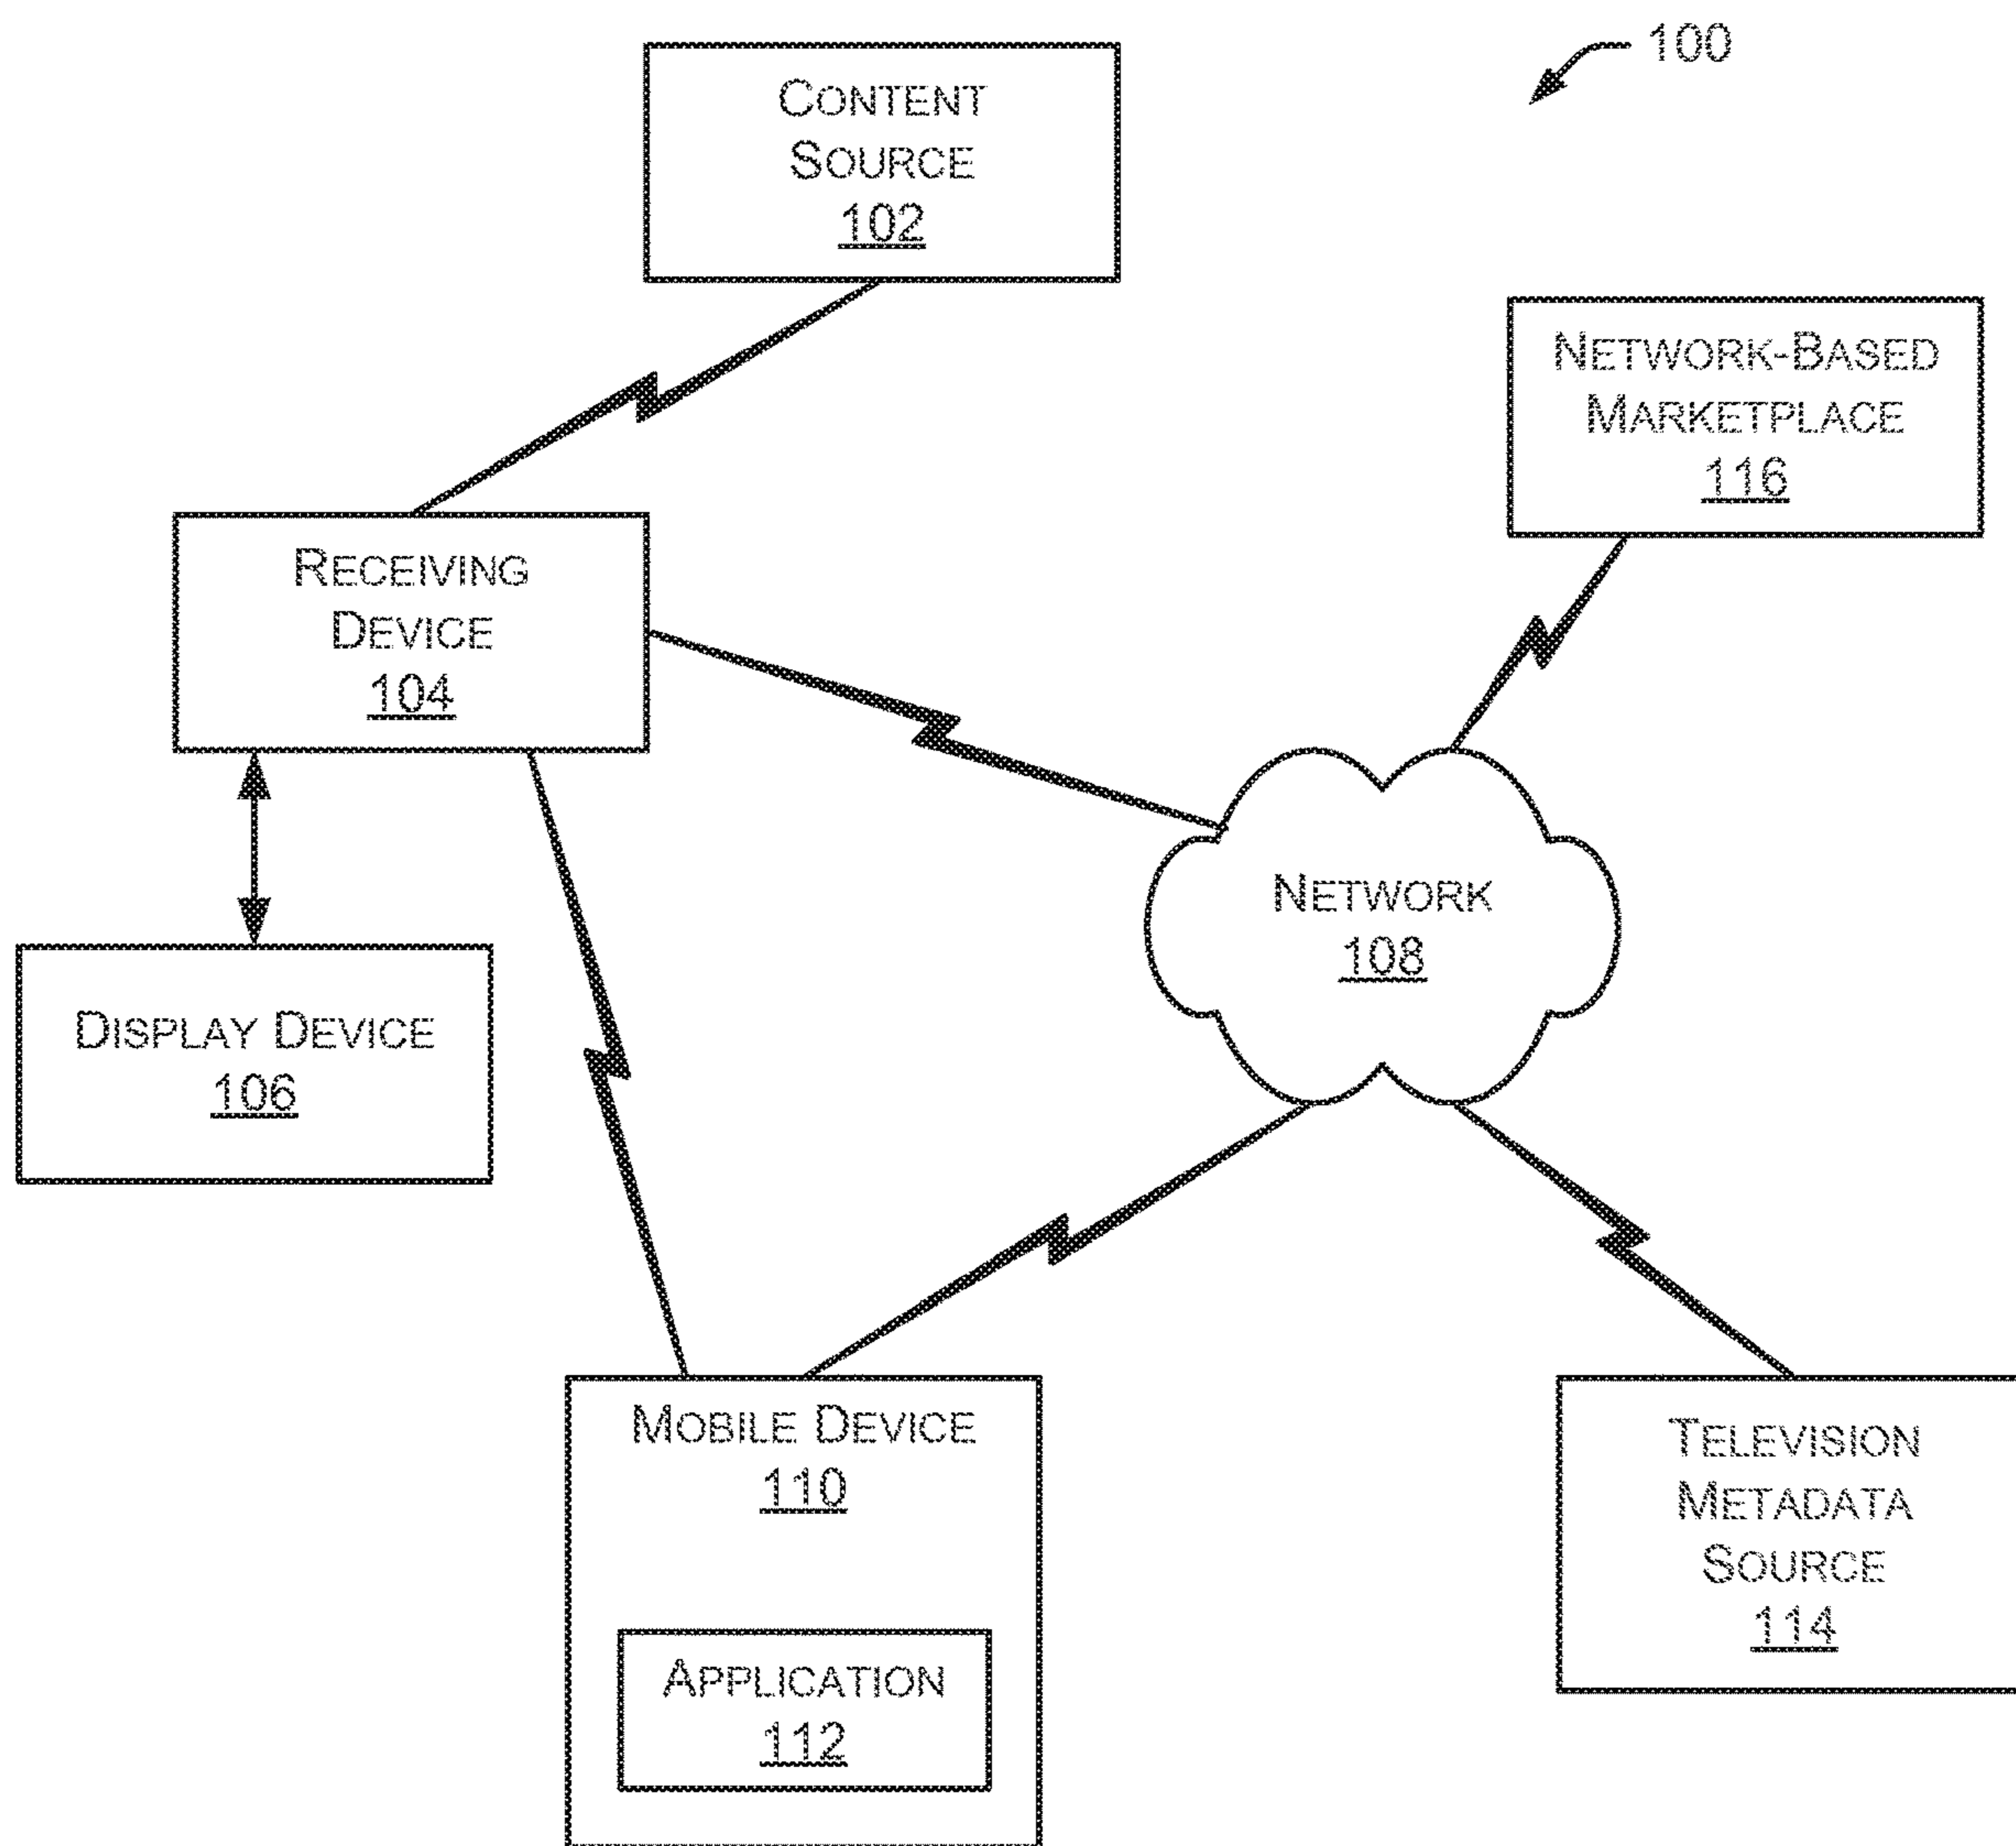 100
CONTENT
SOURCE
102
NETWORK-BASED
MARKETPLACE
116
RECEIVING
DEVICE
104
NETWORK
108
DISPLAY DEVICE
106
MOBILE DEVICE
110
APPLICATION
112
TELEVISION
METADATA
SOURCE
114